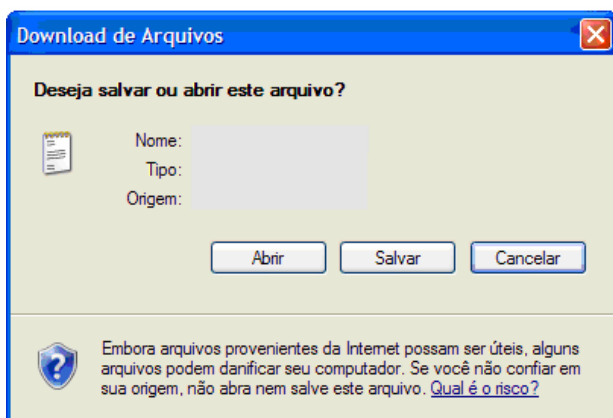 Download de Arquivos
Deseja salvar ou abrir este arquivo?
Nome:
Tipo:
Origem:
Abrir Salvar Cancelar
Embora arquivos provenientes da Internet possam ser úteis, alguns
arquivos podem danificar seu computador. Se você não confiar em
sua origem, não abra nem salve este arquivo. Qual é o risco?